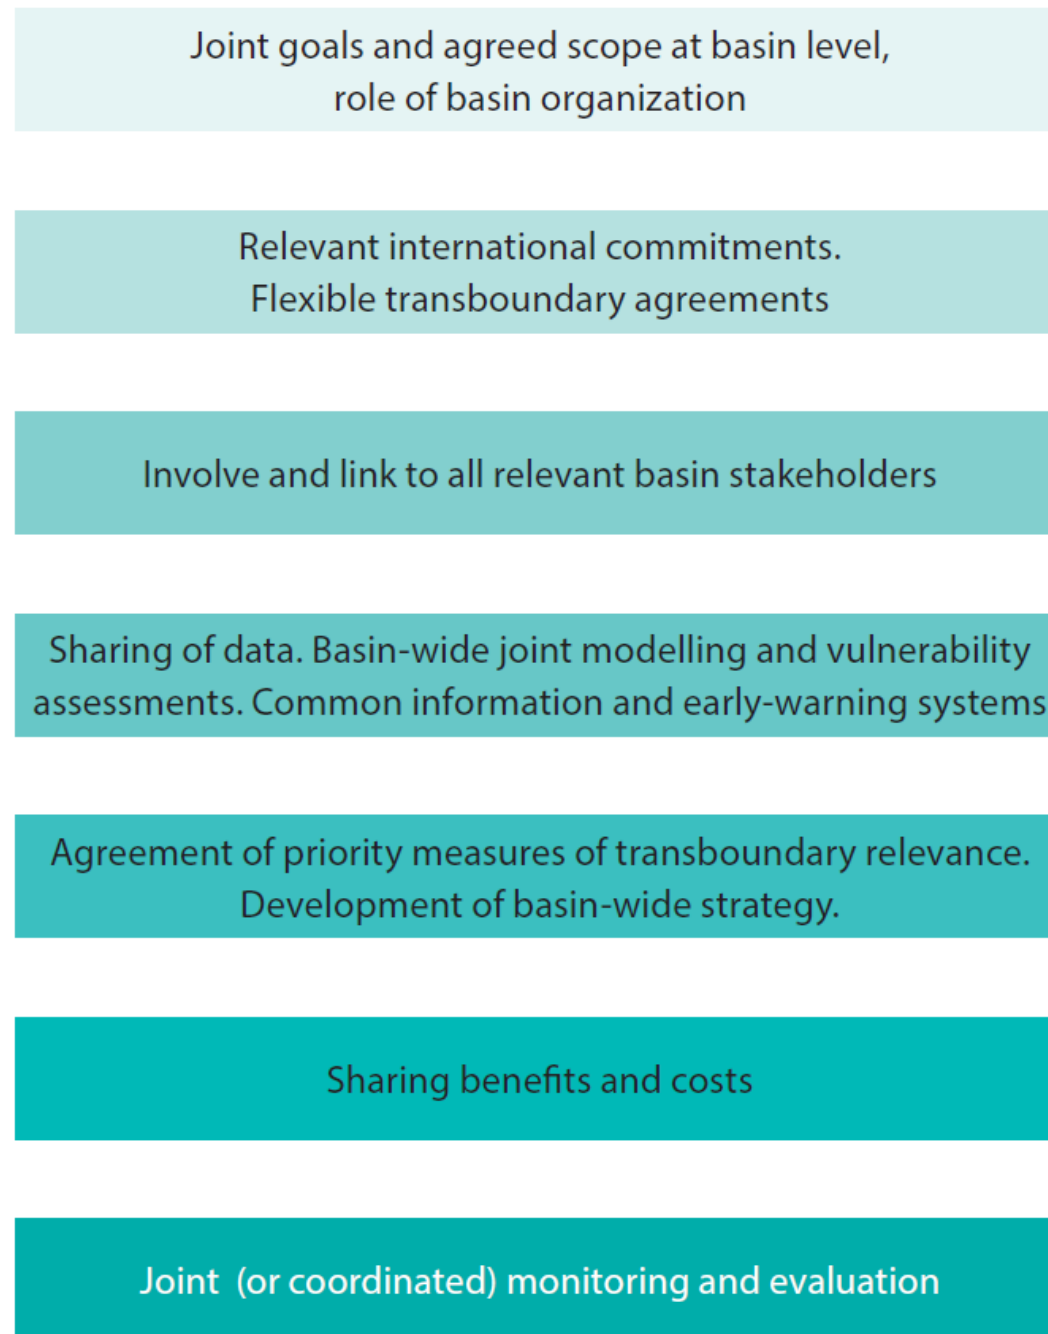 Joint goals and agreed scope at basin level,
role of basin organization
Relevant international commitments.
Flexible transboundary agreements
Involve and link to all relevant basin stakeholders
Sharing of data. Basin-wide joint modelling and vulnerability
assessments. Common information and early-warning systems
Agreement of priority measures of transboundary relevance.
Development of basin-wide strategy.
Sharing benefits and costs
Joint  (or coordinated) monitoring and evaluation